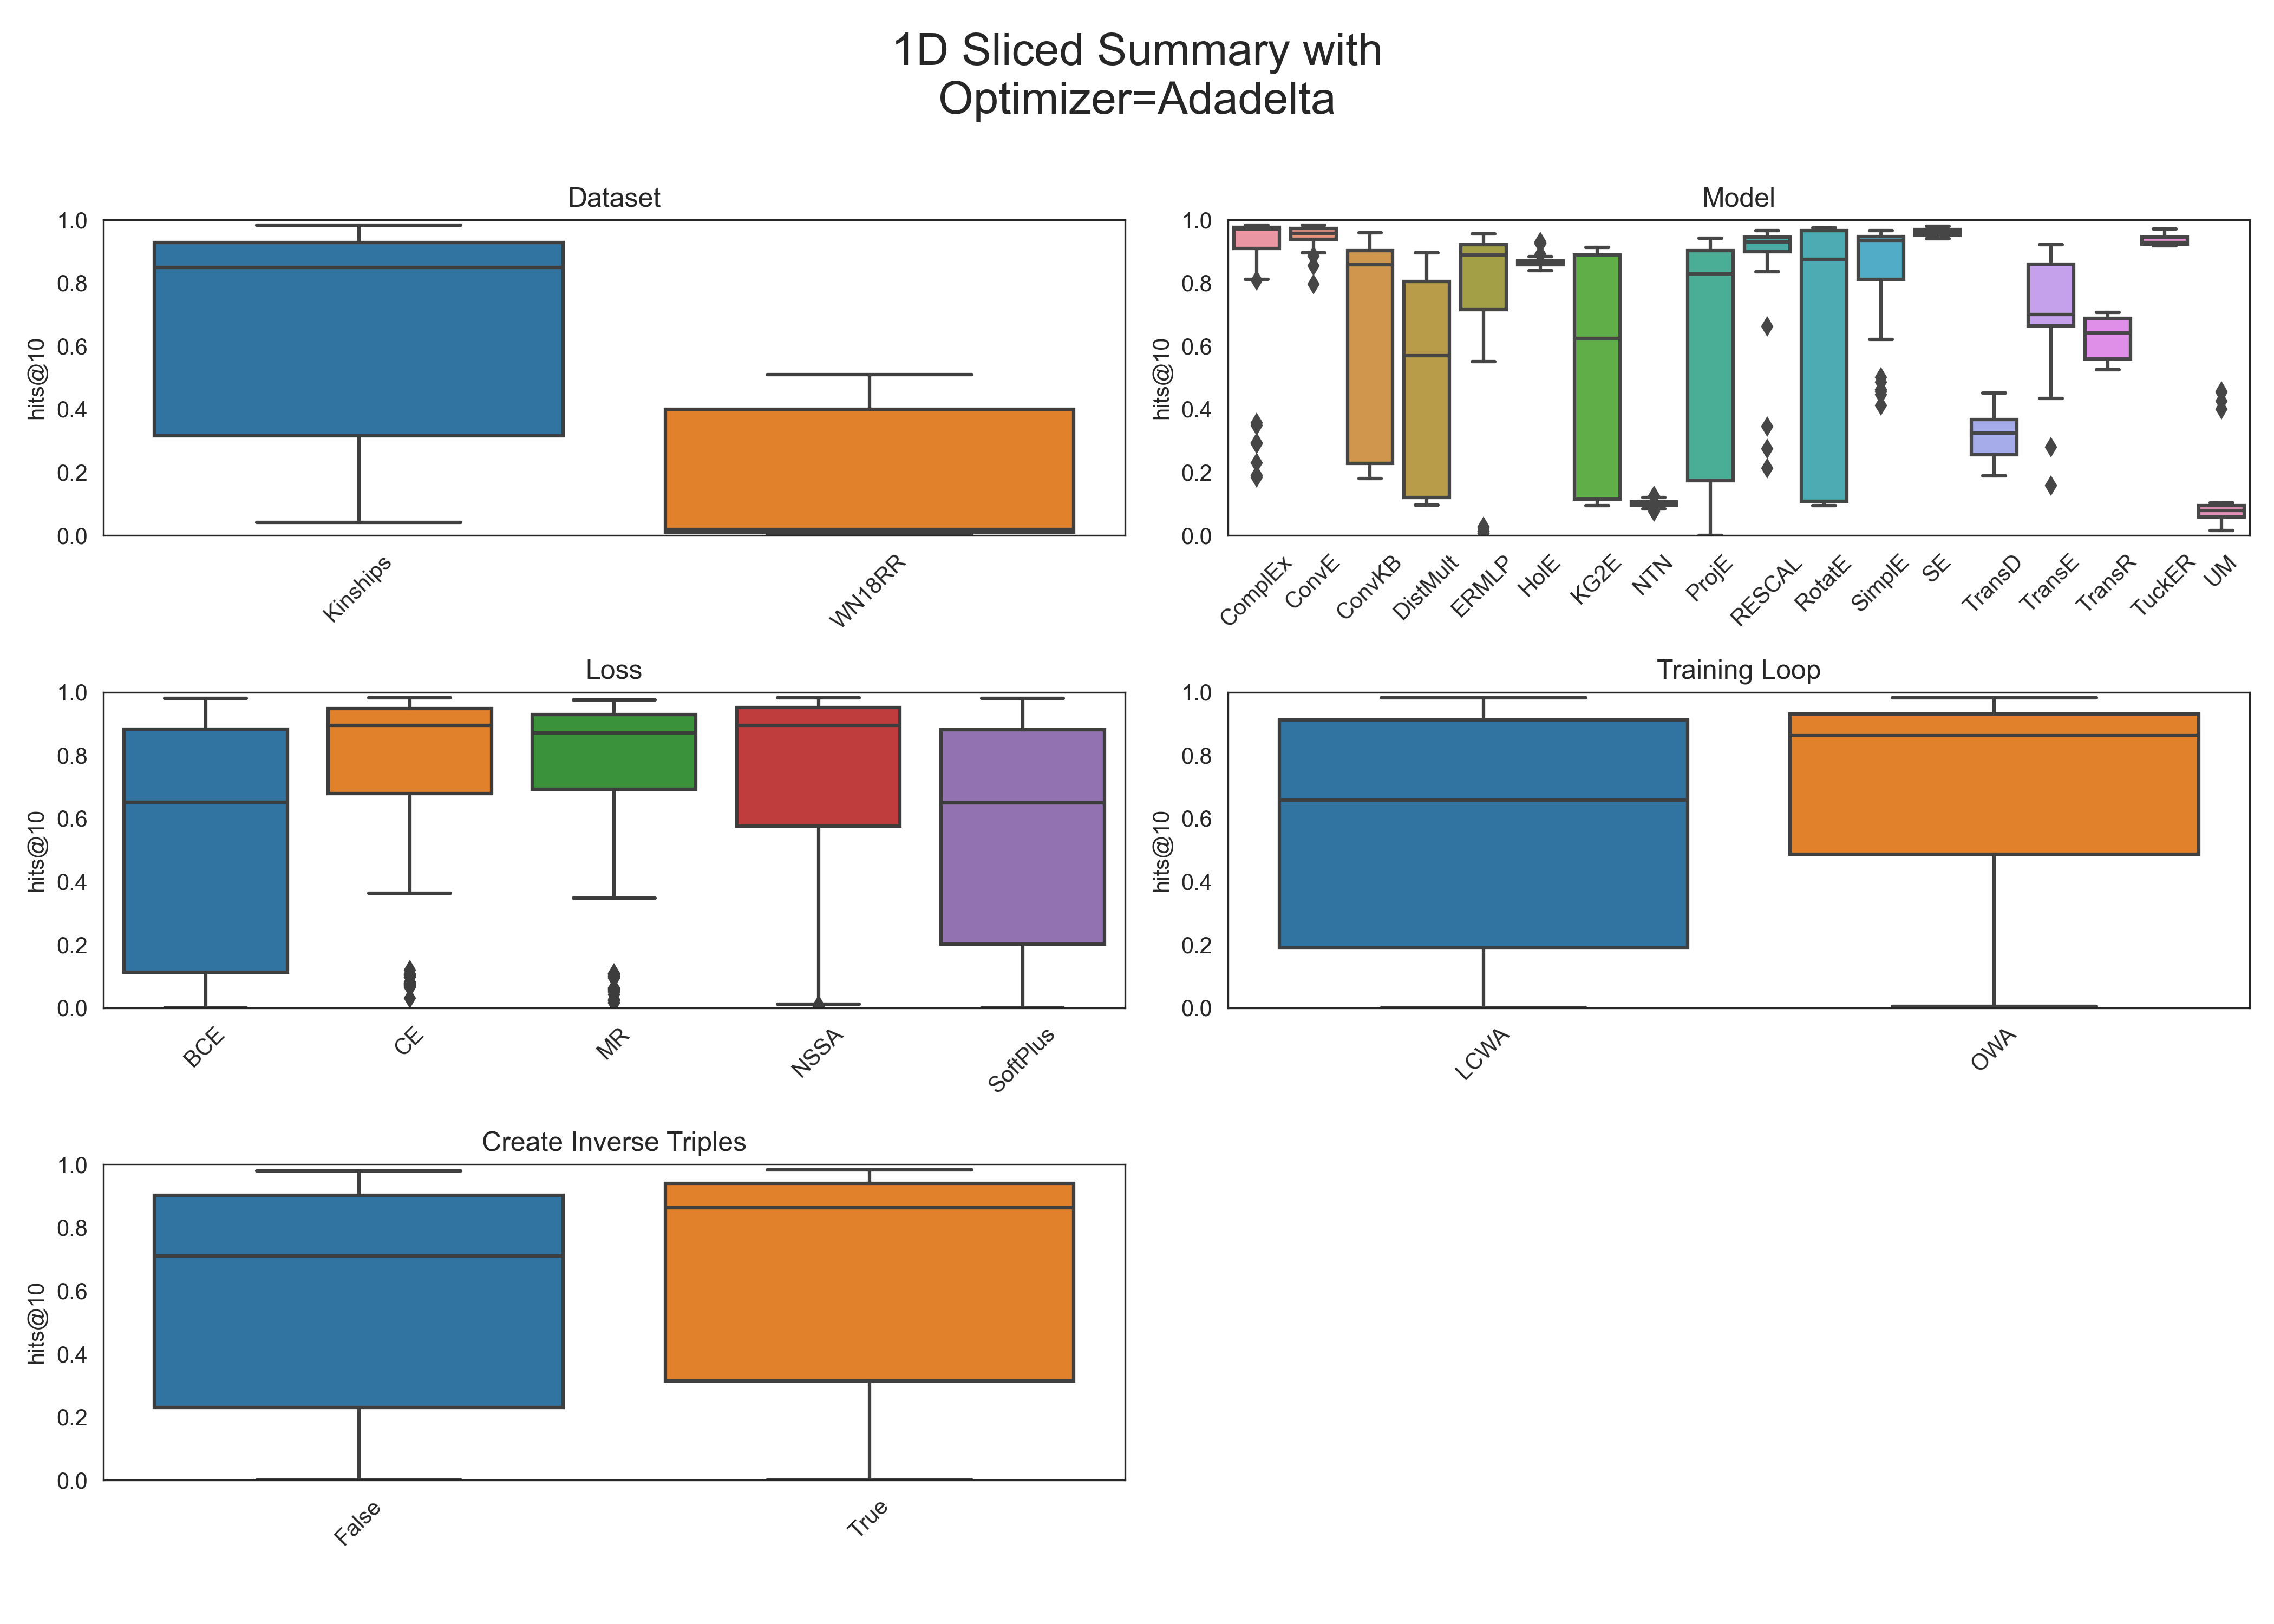 1D Sliced Summary with
Optimizer=Adadelta
Dataset
hits@10
1.0
0.8
0.6
0.4
0.2
0.0
Kinships
WN18RR
Model
hits@10
1.0
0.8
0.6
0.4
0.2
0.0
ComplEx
ConvE
ConvKB
DistMult
ERMLP
HolE
KG2E
NTN
ProjE
RESCAL
RotatE
SimplE
SE
TransD
TransE
TransR
TuckER
UM
Loss
hits@10
1.0
0.8
0.6
0.4
0.2
0.0
BCE
CE
MR
NSSA
SoftPlus
Training Loop
hits@10
1.0
0.8
0.6
0.4
0.2
0.0
LCWA
OWA
Create Inverse Triples
hits@10
1.0
0.8
0.6
0.4
0.2
0.0
False
True